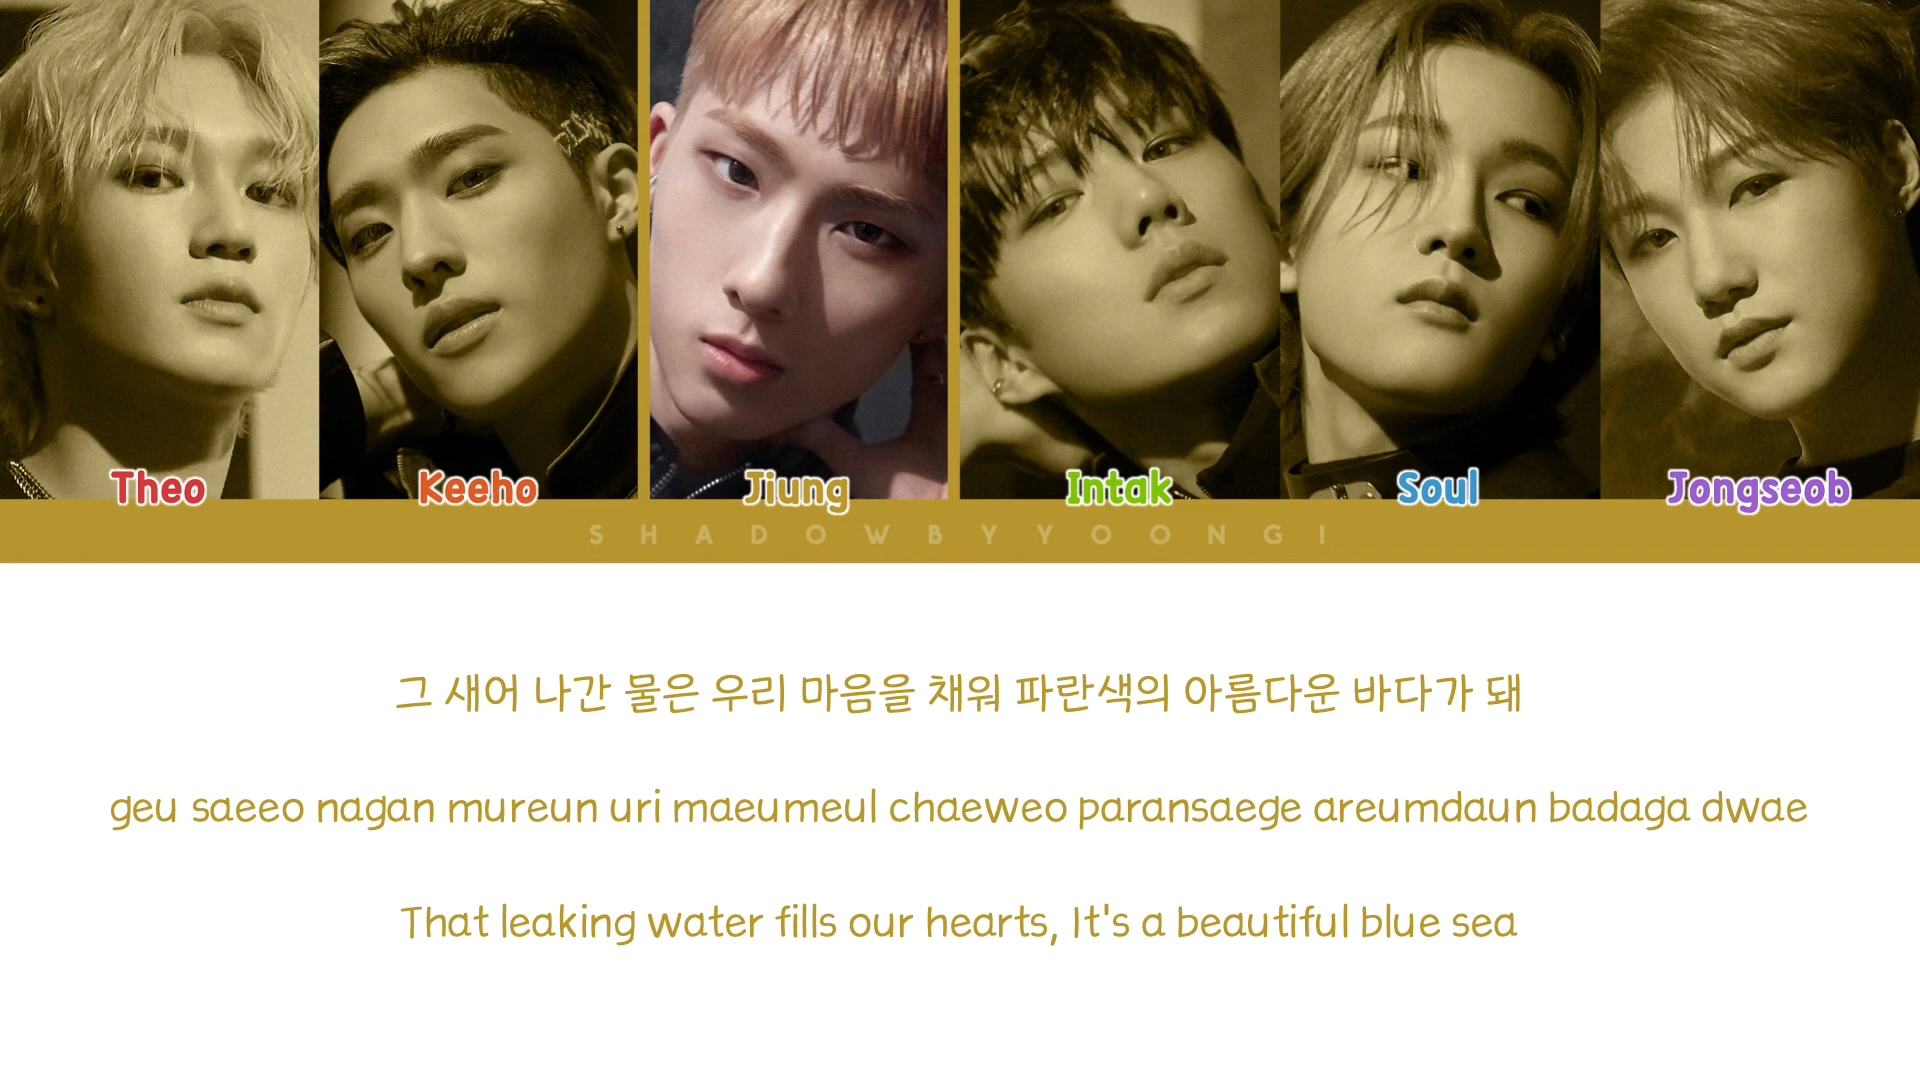 Theo Keeho Jiung Intak Soul Jongseob
SHADOWBYYOONGI
그 새어 나간 물은 우리 마음을 채워 파란색의 아름다운 바다가 돼
geu saeeo nagan mureun uri maeumeul chaeweo paransaege areumdaun badaga dwae
That leaking water fills our hearts, It's a beautiful blue sea